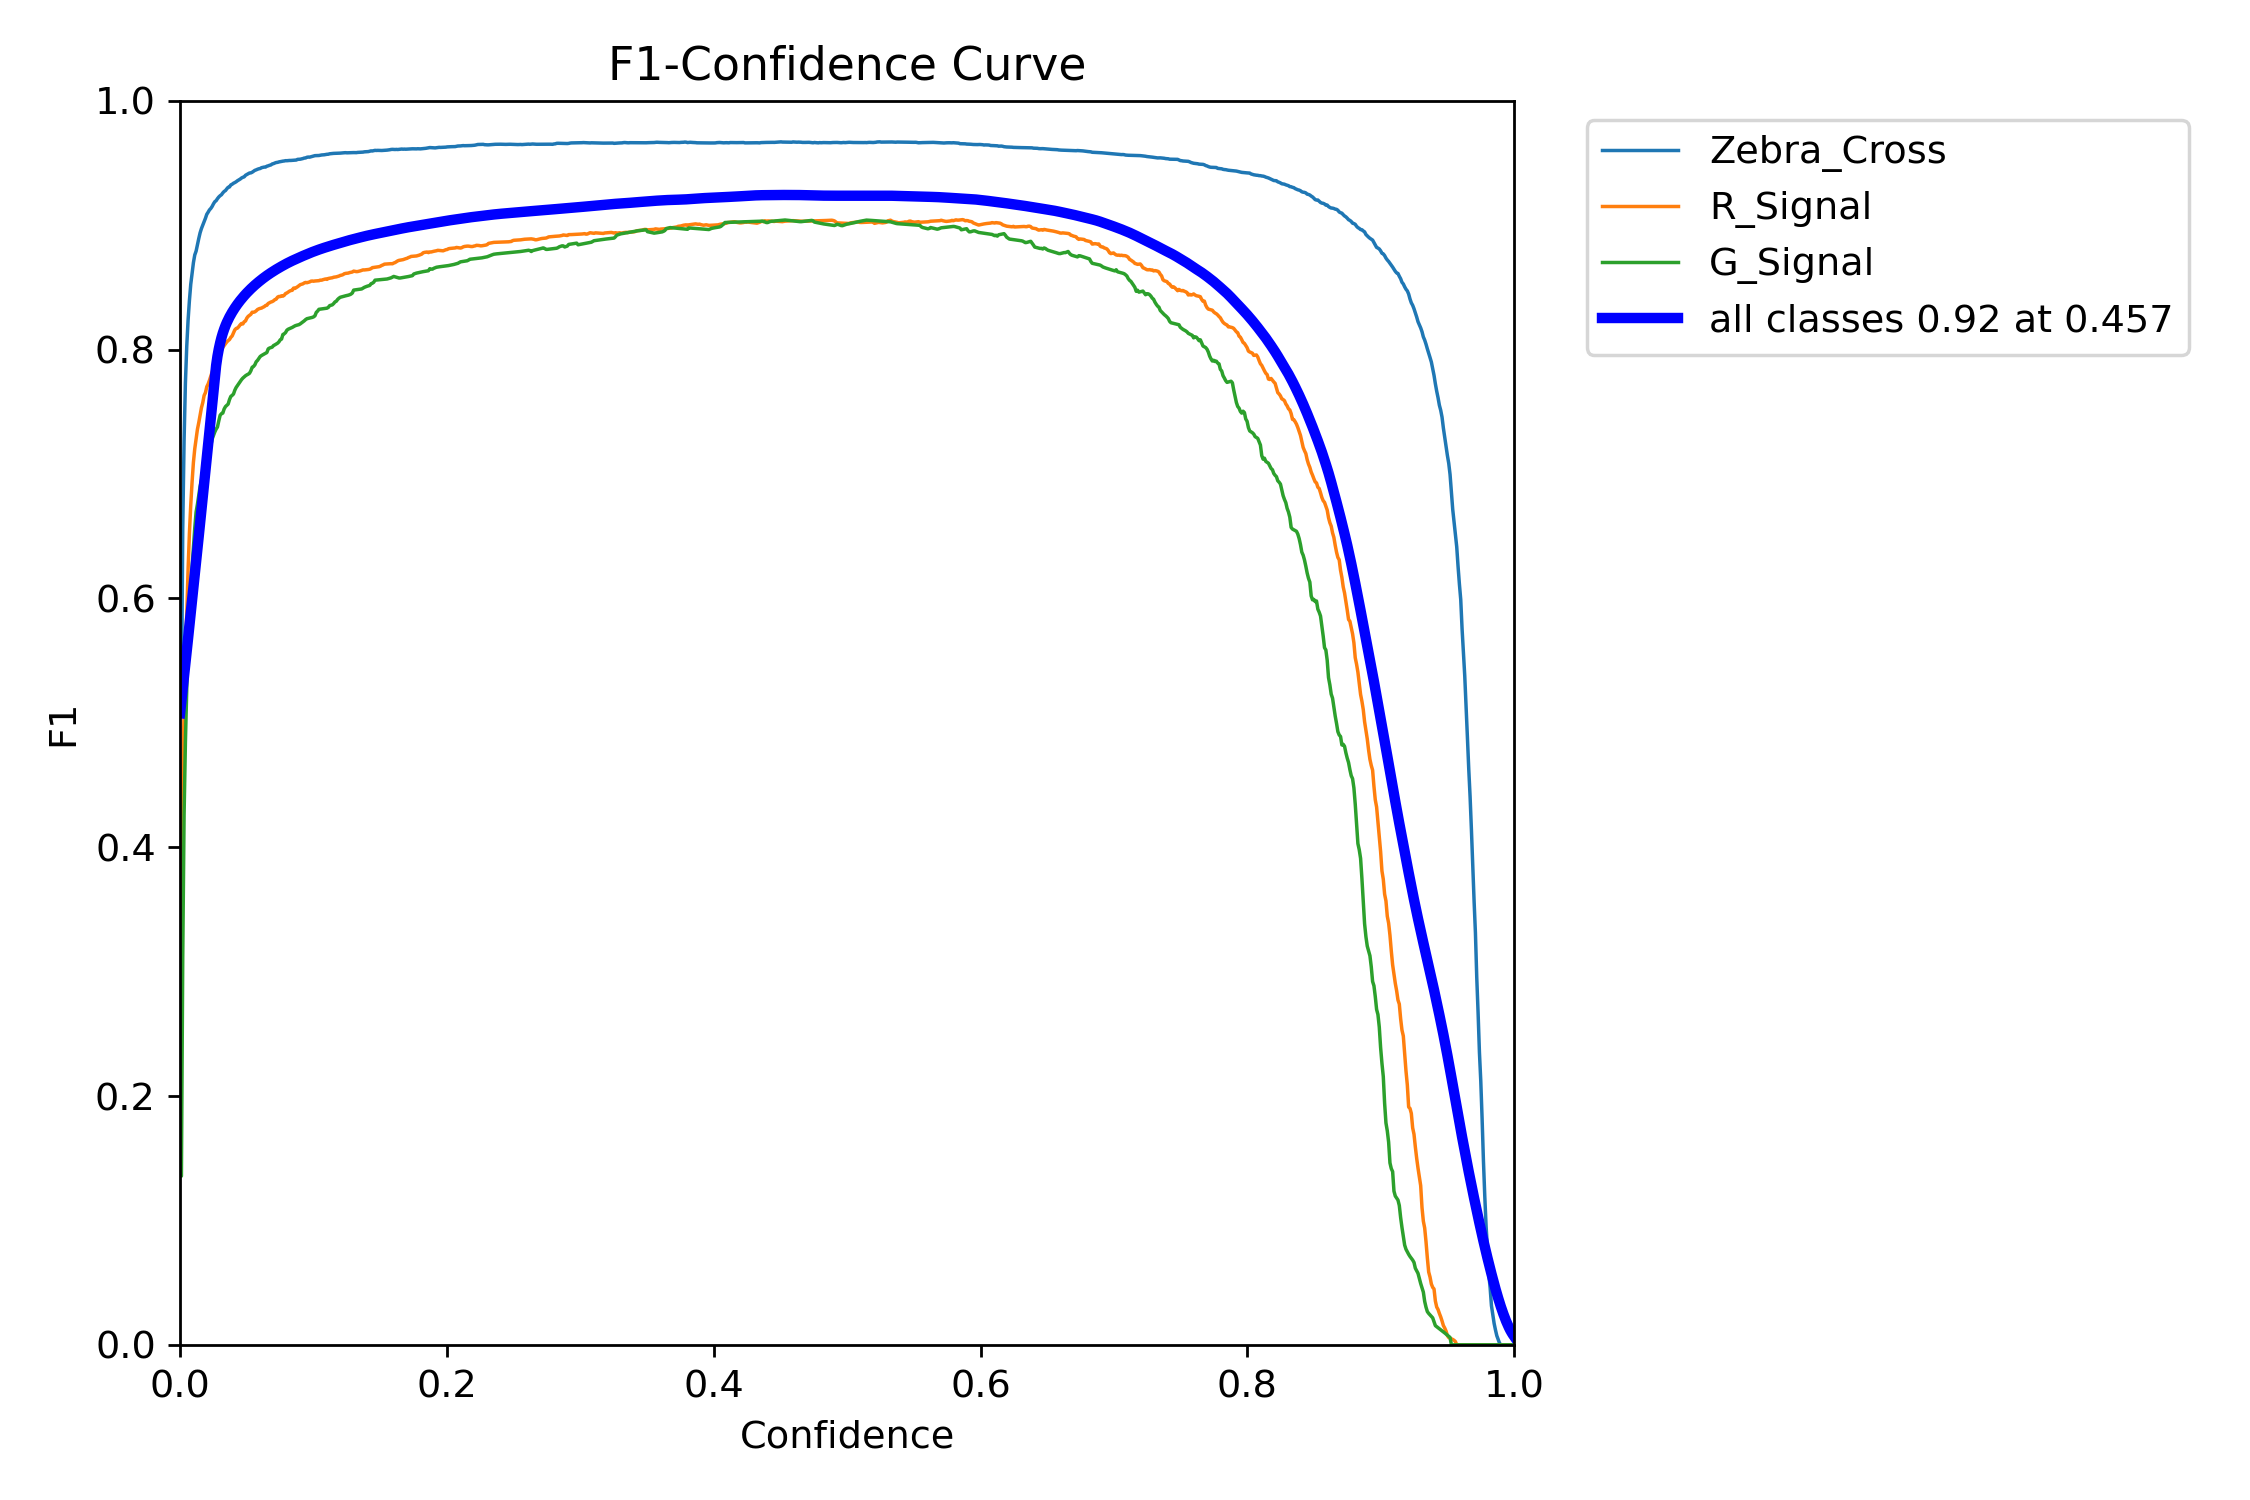 F1-Confidence Curve
1.0
0.8
0.6
0.4
0.2
0.0
F1
0.0 0.2 0.4 0.6 0.8 1.0
Confidence
Zebra_Cross
R_Signal
G_Signal
all classes 0.92 at 0.457